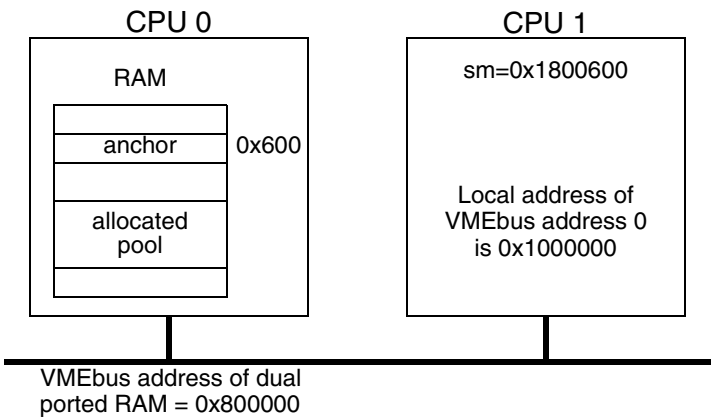 CPU 0
RAM
anchor
0x600
allocated
pool
CPU 1
sm=0x1800600
Local address of
VMEbus address 0
is 0x1000000
VMEbus address of dual
ported RAM = 0x800000